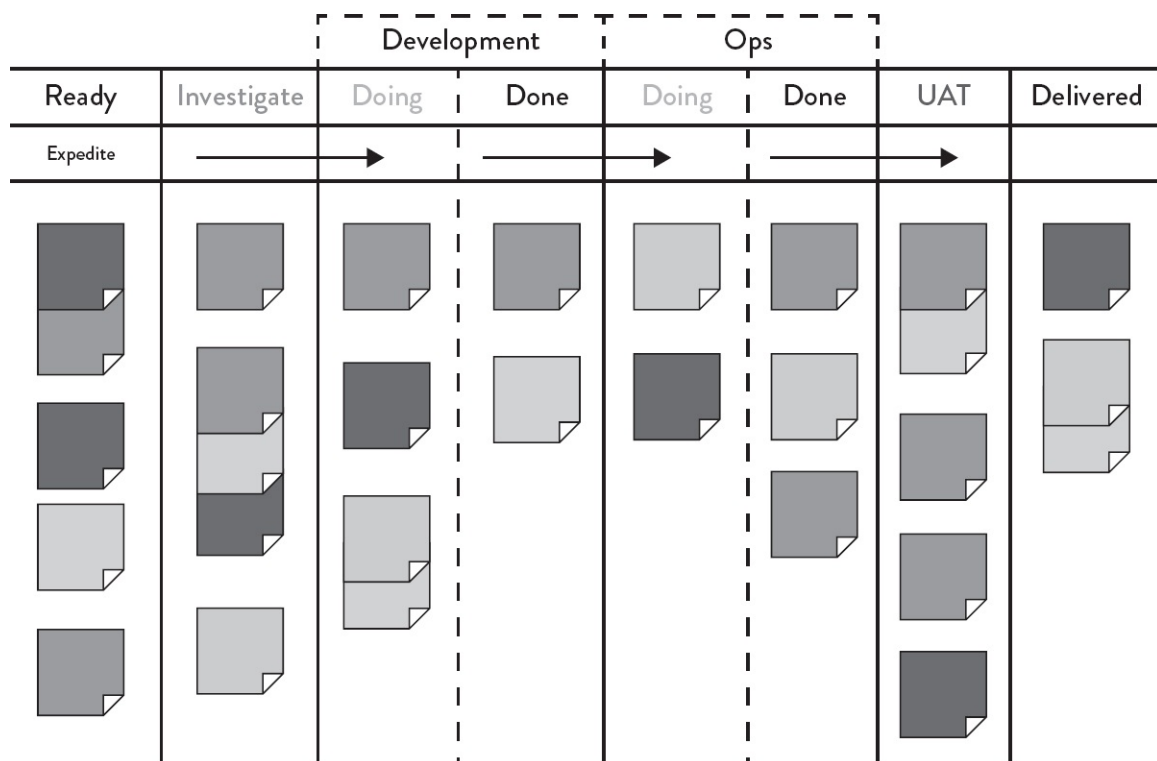 Development Ops
Ready Investigate Doing Done Doing Done UAT Delivered
Expedite